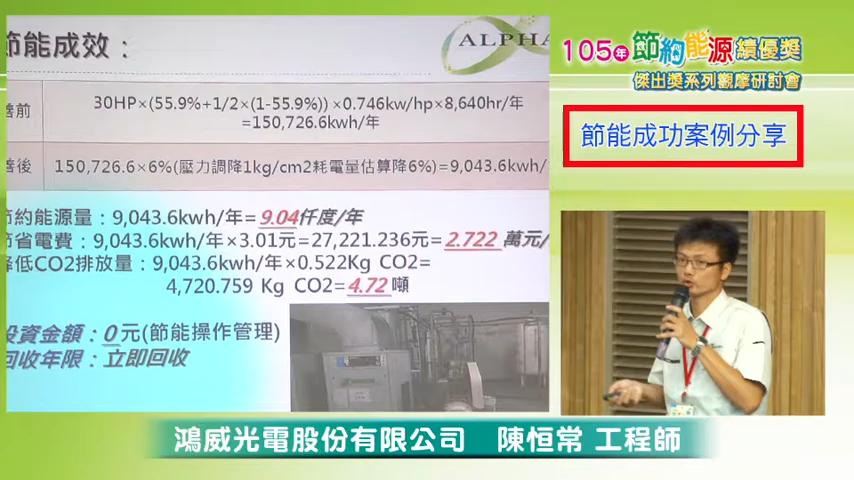 節能成效：
ALPHA
105年節約能源績優獎
傑出獎系列觀摩研討會
節能成功案例分享
善前
30HP×(55.9%+1/2×(1-55.9%))×0.746kw/hp×8,640hr/年
=150,726.6kwh/年
善後
150,726.6×6%(壓力調降1kg/cm2耗電量估算降6%)=9,043.6kwh/
節約能源量：9,043.6kwh/年=9.04仟度/年
節省電費：9,043.6kwh/年×3.01元=27,221.236元=2.722 萬元/
降低CO2排放量：9,043.6kwh/年×0.522Kg CO2=
4,720.759 Kg CO2=4.72 噸
投資金額：0元(節能操作管理)
回收年限：立即回收
鴻威光電股份有限公司 陳恒常 工程師